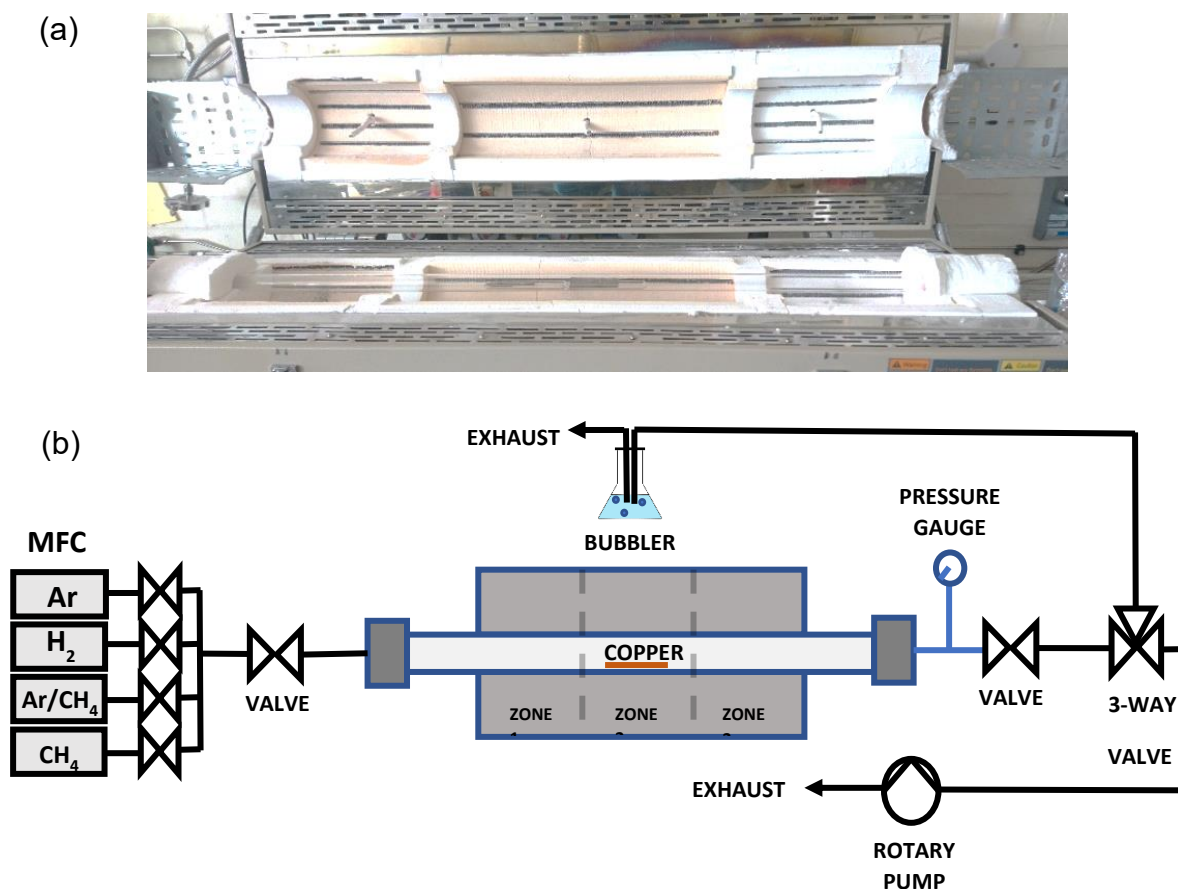 (a)
Warning
(b)
EXHAUST
BUBBLER
PRESSURE
GAUGE
MFC
Ar
H2
Ar/CH4
CH4
VALVE
COPPER
ZONE
ZONE
ZONE
VALVE
3-WAY
VALVE
EXHAUST
ROTARY
PUMP